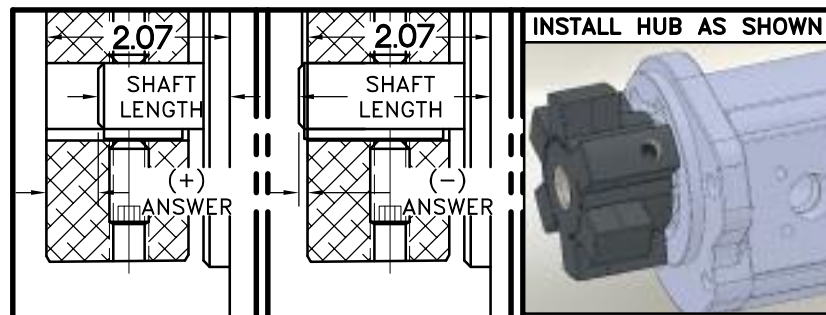 2.07
SHAFT
LENGTH
(+)
ANSWER
2.07
SHAFT
LENGTH
(-)
ANSWER
INSTALL HUB AS SHOWN